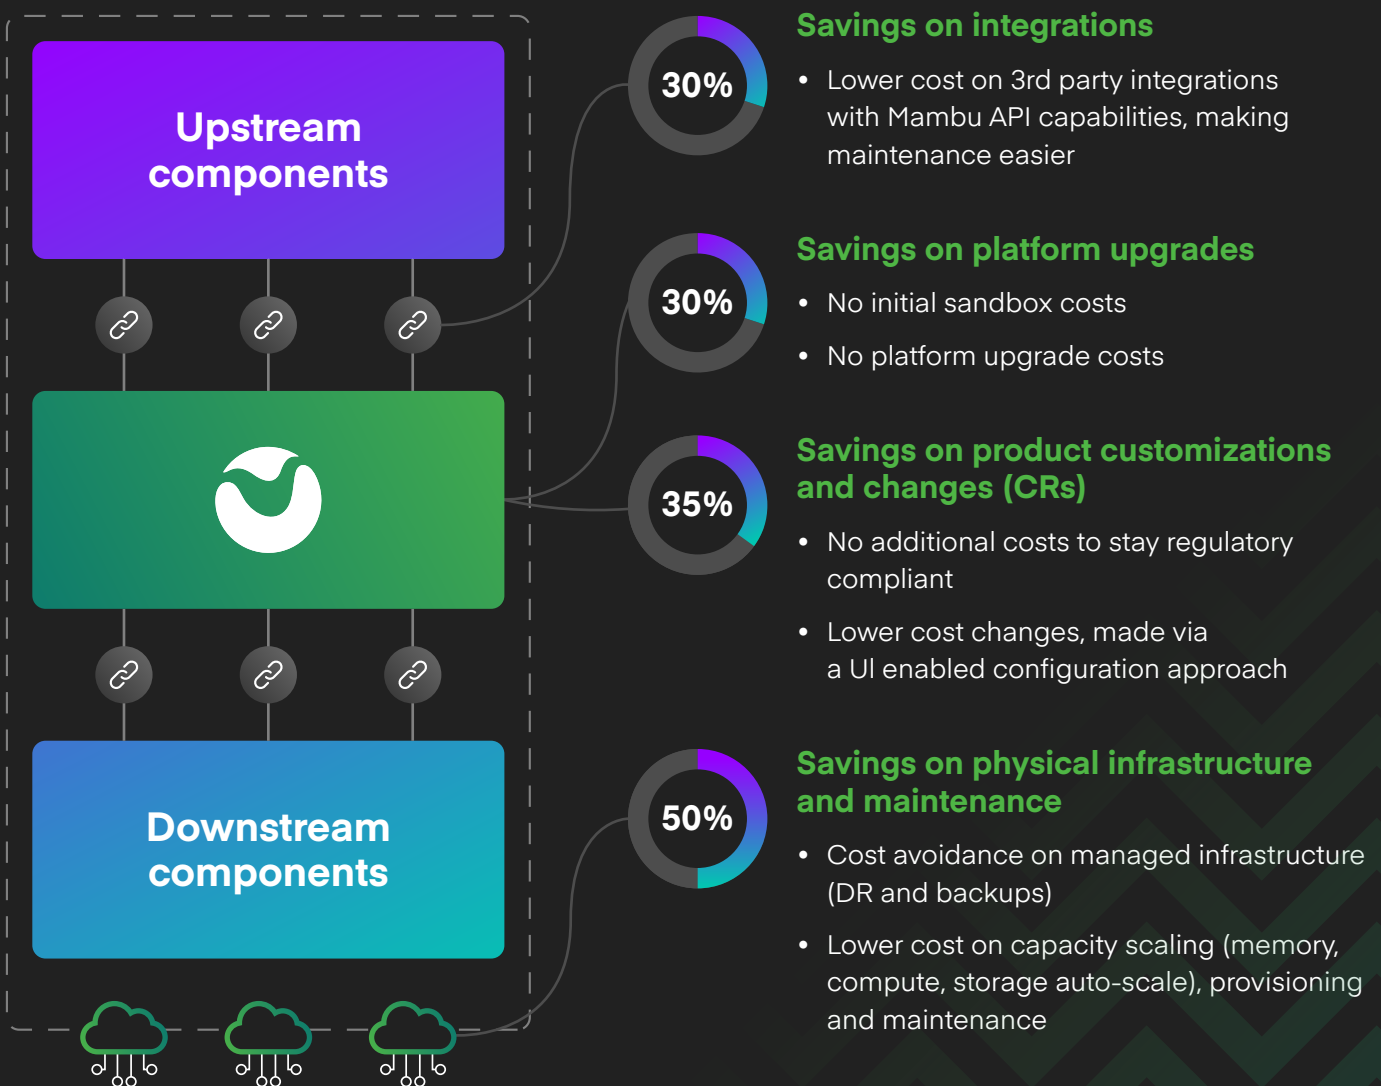 Upstream
components
Downstream
components
30%
Savings on integrations
• Lower cost on 3rd party integrations
with Mambu API capabilities, making
maintenance easier
30%
Savings on platform upgrades
• No initial sandbox costs
• No platform upgrade costs
35%
Savings on product customizations
and changes (CRs)
• No additional costs to stay regulatory
compliant
• Lower cost changes, made via
a UI enabled configuration approach
50%
Savings on physical infrastructure
and maintenance
• Cost avoidance on managed infrastructure
(DR and backups)
• Lower cost on capacity scaling (memory,
compute, storage auto-scale), provisioning
and maintenance